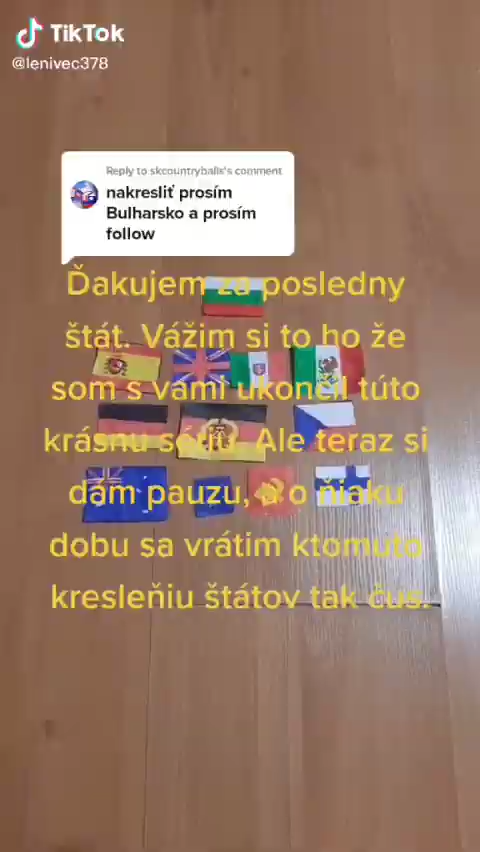 TikTok
@lenivec378
Reply to skcountryballs's comment
nakresliť prosím
Bulharsko a prosím
follow
Ďakujem za posledny
štát. Vážim si to ho že
som s vami ukončil túto
krásnu sériu. Ale teraz si
dám pauzu, a o ňiaku
dobu sa vrátim ktomuto
kresleňiu štátov tak čus.